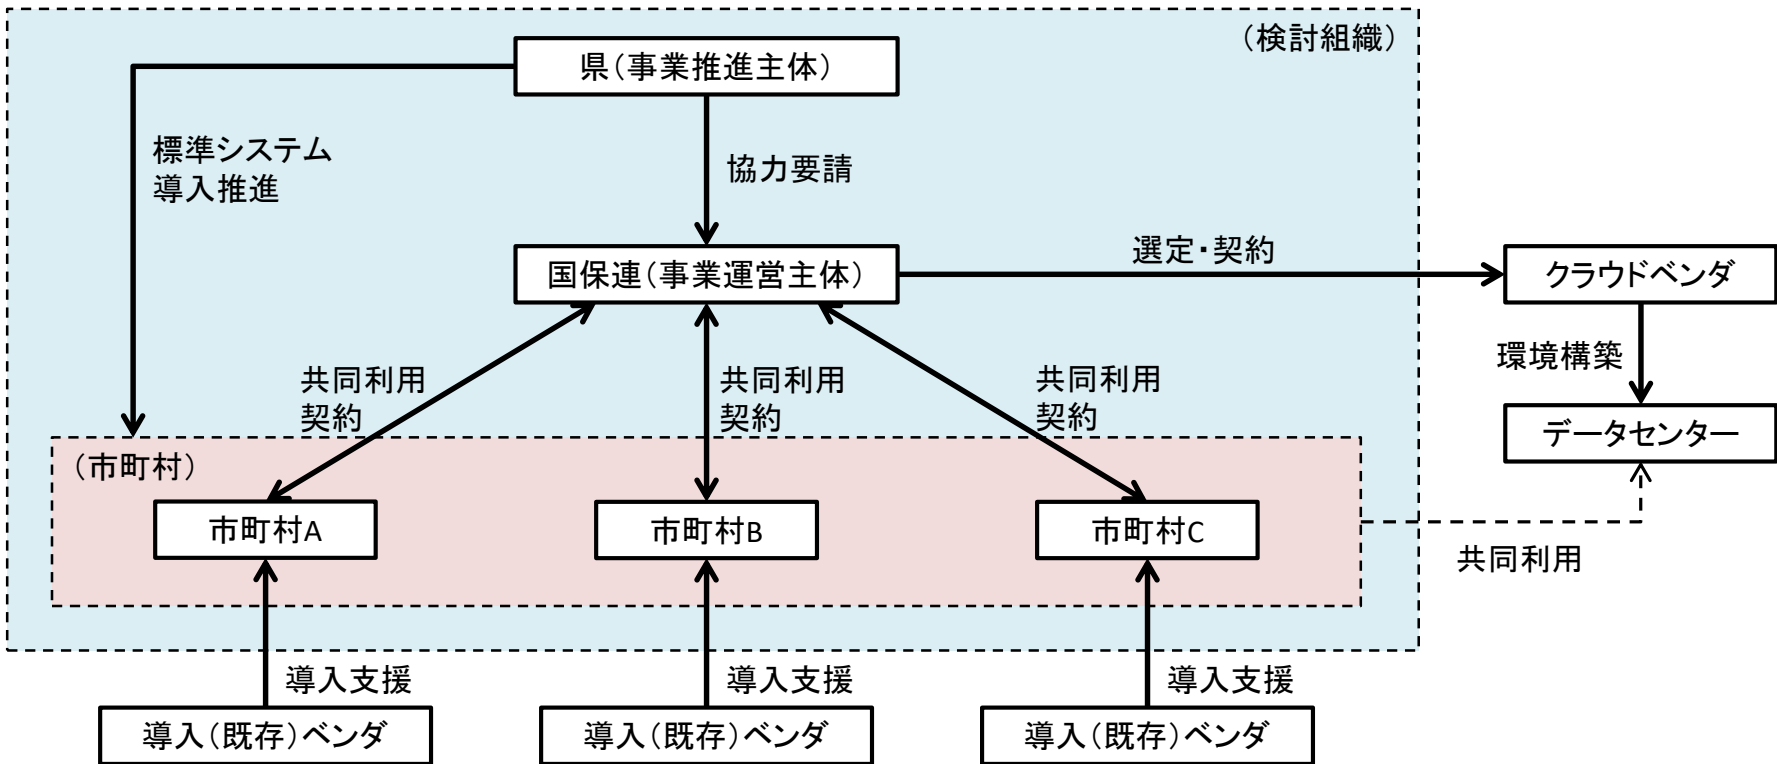 （検討組織）
県（事業推進主体）
標準システム
導入推進
協力要請
国保連（事業運営主体）
選定・契約
クラウドベンダ
環境構築
データセンター
共同利用
契約
共同利用
契約
共同利用
契約
（市町村）
市町村A
市町村B
市町村C
共同利用
導入支援
導入支援
導入支援
導入（既存）ベンダ
導入（既存）ベンダ
導入（既存）ベンダ